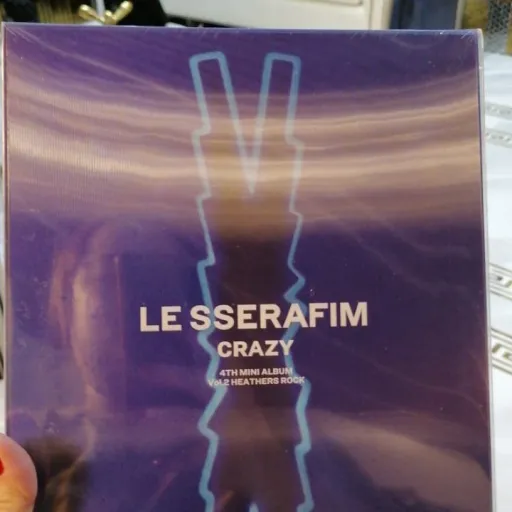 LE SSERAFIM
CRAZY
4TH MINI ALBUM
Vol.2 HEATHERS ROCK